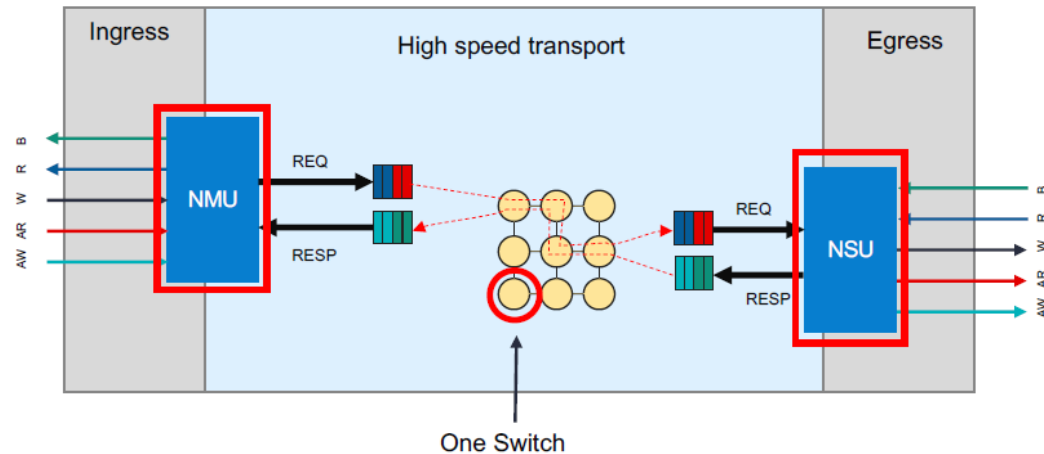 Ingress
High speed transport
Egress
B
R
W
AR
AW
NMU
REQ
RESP
REQ
RESP
NSU
B
R
W
AR
AW
One Switch